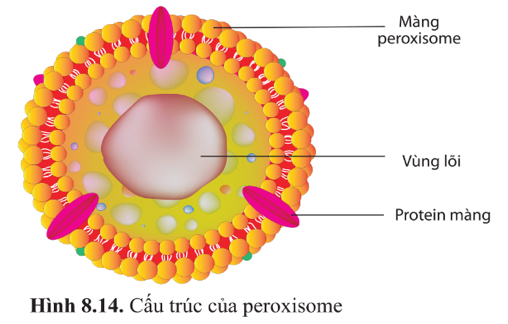 Màng
peroxisome
Vùng lõi
Protein màng
Hình 8.14. Cấu trúc của peroxisome